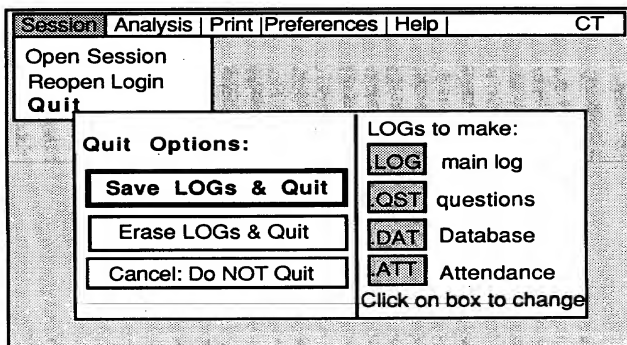 Session | Analysis | Print |Preferences | Help | CT
Open Session
Reopen Login
Quit
Quit Options:
Save LOGs & Quit
Erase LOGs & Quit
Cancel: Do NOT Quit
LOGs to make:
.LOG main log
.QST questions
.DAT Database
.ATT Attendance
Click on box to change